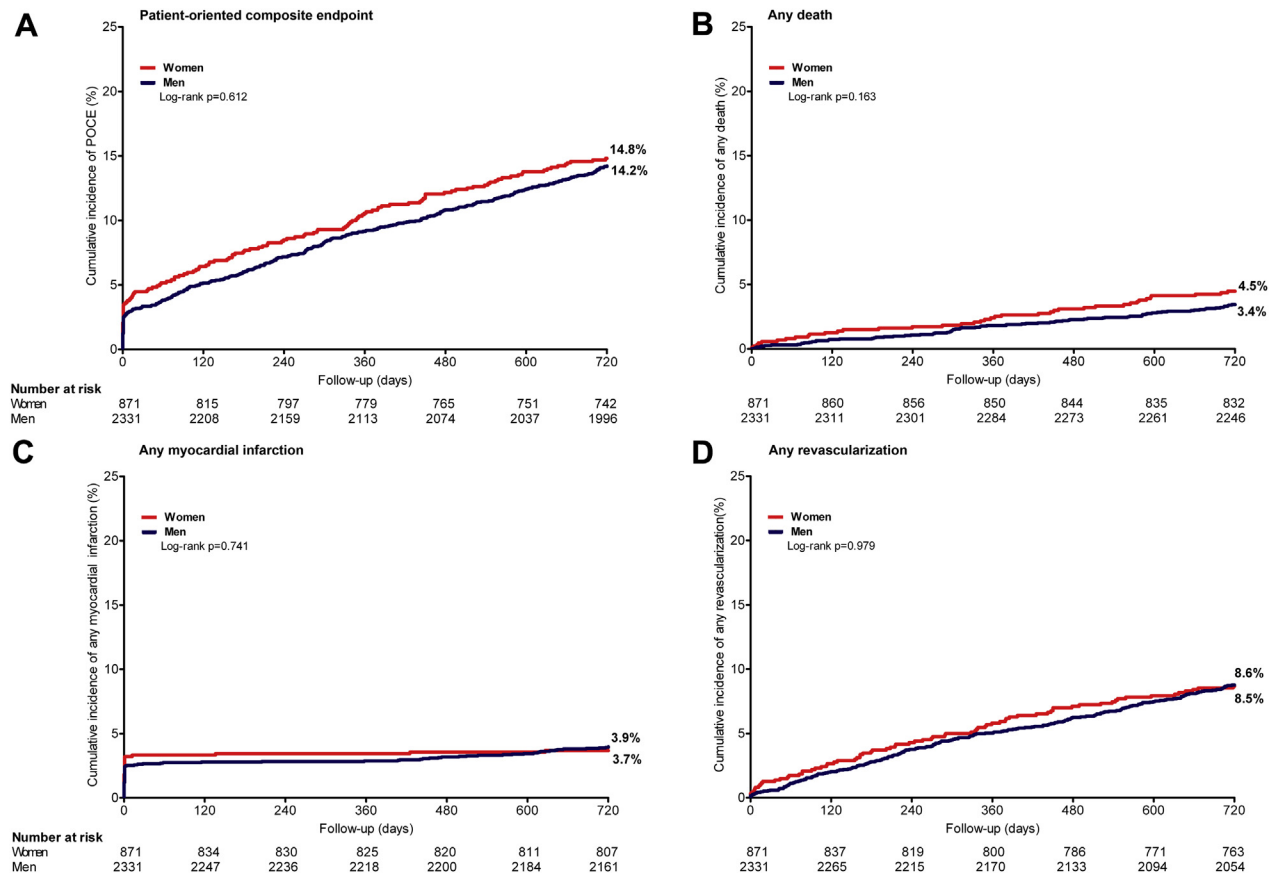 A
Patient-oriented composite endpoint
Cumulative incidence of POCE (%)
25
20
15
10
5
0
Women
Men
Log-rank p=0.612
14.8%
14.2%
0 120 240 360 480 600 720
Follow-up (days)
Number at risk
Women 871 815 797 779 765 751 742
Men 2331 2208 2159 2113 2074 2037 1996
B
Any death
Cumulative incidence of any death (%)
25
20
15
10
5
0
Women
Men
Log-rank p=0.163
4.5%
3.4%
0 120 240 360 480 600 720
Follow-up (days)
871 860 856 850 844 835 832
2331 2311 2301 2284 2273 2261 2246
C
Any myocardial infarction
Cumulative incidence of any myocardial infarction (%)
25
20
15
10
5
0
Women
Men
Log-rank p=0.741
3.9%
3.7%
0 120 240 360 480 600 720
Follow-up (days)
Number at risk
Women 871 834 830 825 820 811 807
Men 2331 2247 2236 2218 2200 2184 2161
D
Any revascularization
Cumulative incidence of any revascularization(%)
25
20
15
10
5
0
Women
Men
Log-rank p=0.979
8.6%
8.5%
0 120 240 360 480 600 720
Follow-up (days)
871 837 819 800 786 771 763
2331 2265 2215 2170 2133 2094 2054